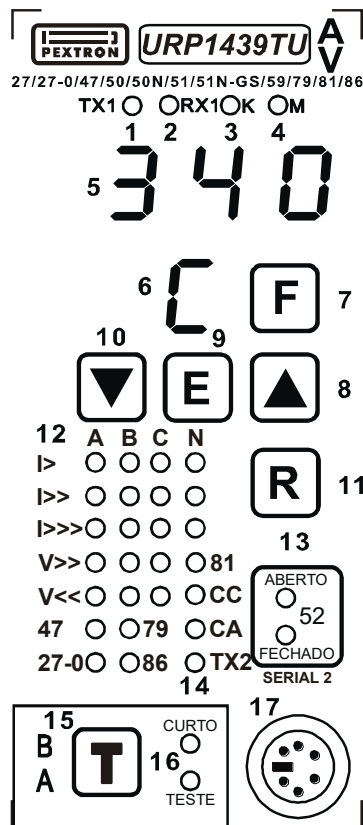 PEXTRON URP1439TU A
V
27/27-0/47/50/50N/51/51N-GS/59/79/81/86
TX1 RX1 K M
1 2 3 4
5 340
6 C F 7
10 9
E 8
12 A B C N
I> R 11
I>>
I>>> 13
V>> 81 ABERTO
V<< CC 52
47 79 CA FECHADO
27-0 86 TX2 SERIAL 2
14
15 17
B T 16 CURTO
A TESTE